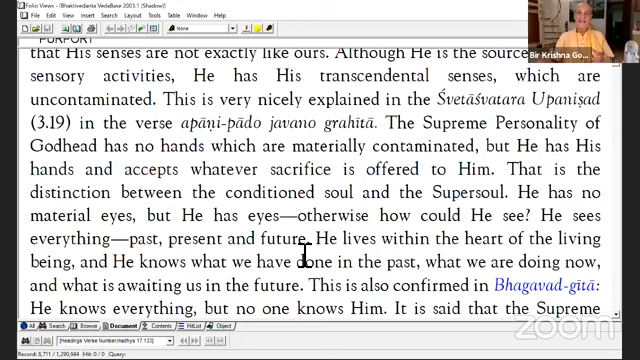 Folio Views - [Bhaktivedanta VedaBase 2003.1 (Shadow)]
File Edit View Search Tools Window Help
PURPORT
that His senses are not exactly like ours. Although He is the source
sensory activities, He has His transcendental senses, which are
uncontaminated. This is very nicely explained in the Śvetāśvatara Upaniṣad
(3.19) in the verse apāṇi-pādo javano grahītā. The Supreme Personality of
Godhead has no hands which are materially contaminated, but He has His
hands and accepts whatever sacrifice is offered to Him. That is the
distinction between the conditioned soul and the Supersoul. He has no
material eyes, but He has eyes—otherwise how could He see? He sees
everything—past, present and future. He lives within the heart of the living
being, and He knows what we have done in the past, what we are doing now,
and what is awaiting us in the future. This is also confirmed in Bhagavad-gītā:
He knows everything, but no one knows Him. It is said that the Supreme
Bir Krishna Go...
All Search Browse Document Contents HitList Object
[Headings Verse Number:madhya 17.133]
Record: 8,711 / 1,290,944 Hit: 0 / 0
zoom